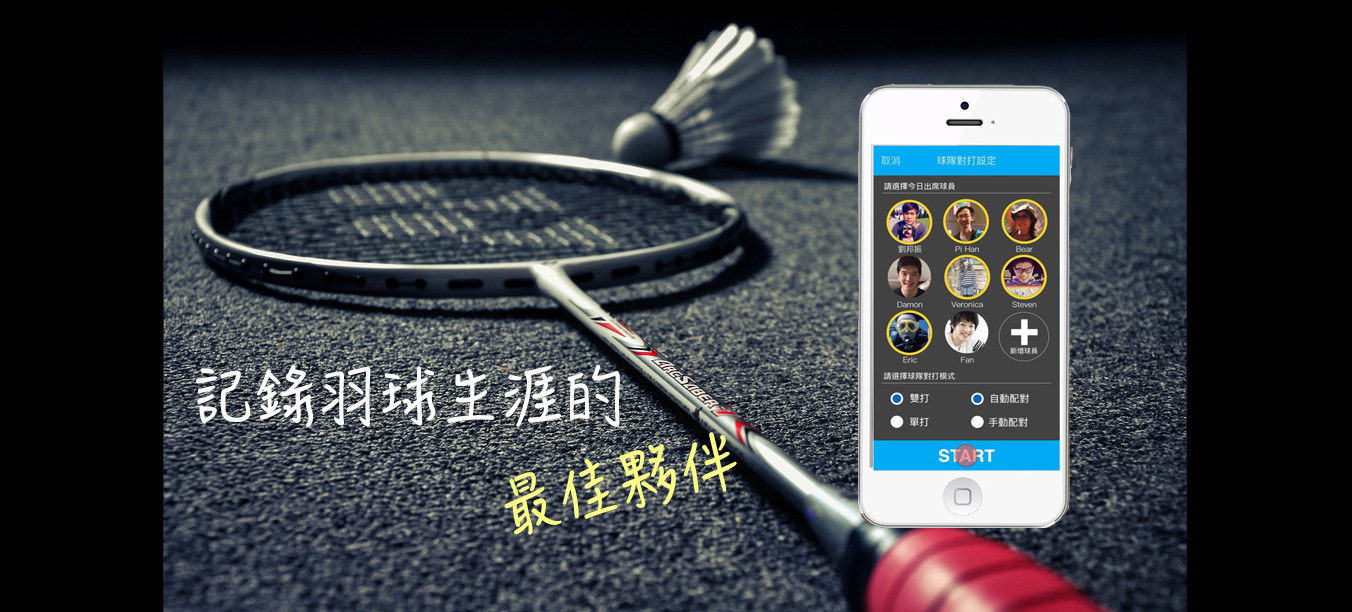 記錄羽球生涯的
最佳夥伴
ARCSABER
取消 球隊對打設定
請選擇今日出席球員
劉邦振 Pi Han Bear
Damon Veronica Steven
Eric Fan 新增球員
請選擇球隊對打模式
雙打 自動配對
單打 手動配對
START